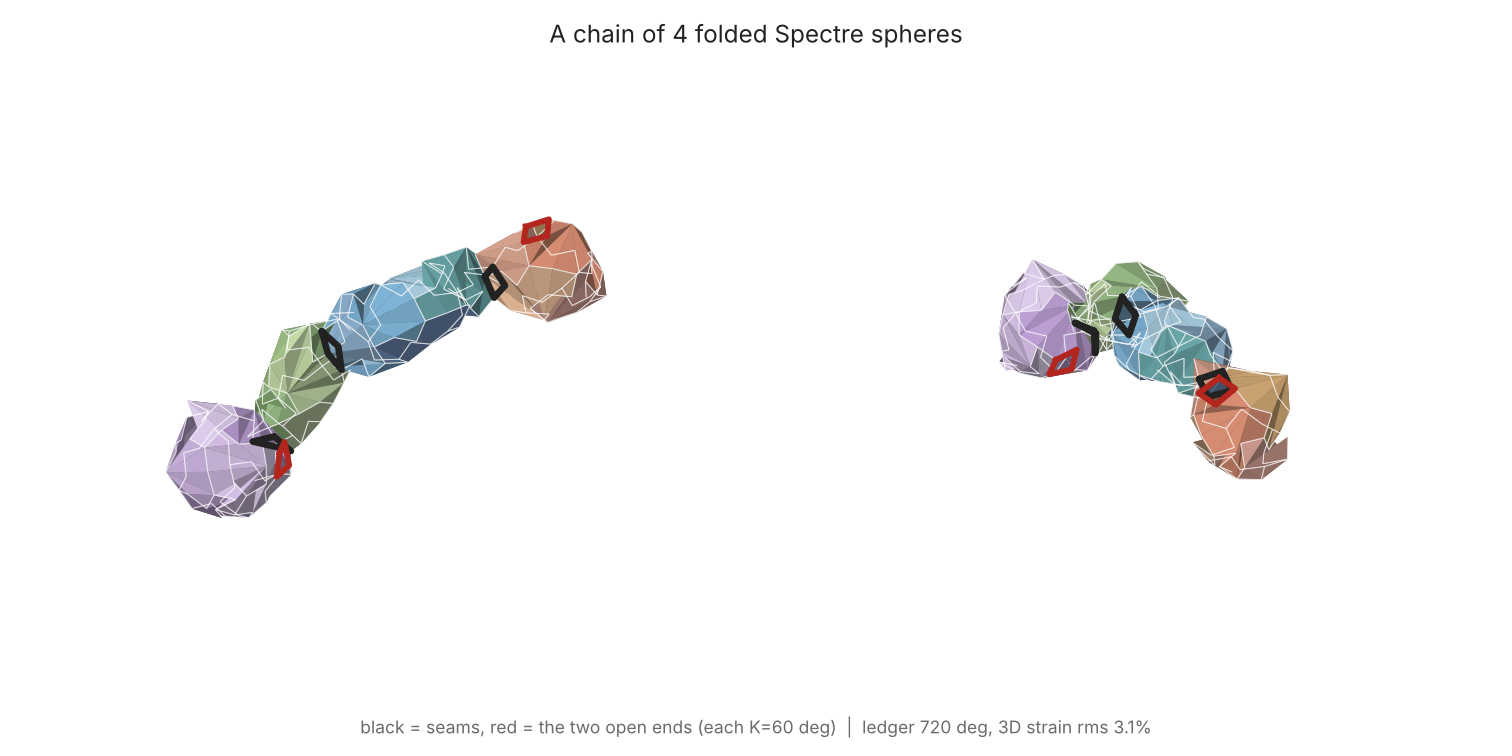 A chain of 4 folded Spectre spheres
black = seams, red = the two open ends (each K=60 deg) | ledger 720 deg, 3D strain rms 3.1%